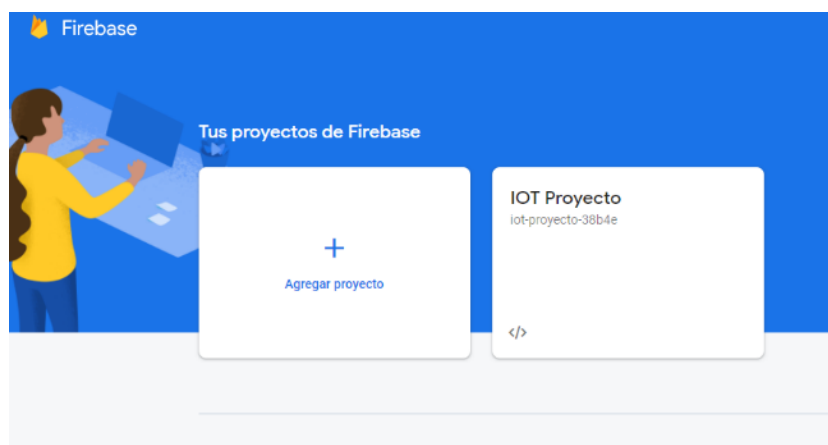 Firebase
Tus proyectos de Firebase
+
Agregar proyecto
IOT Proyecto
iot-proyecto-38b4e
</>